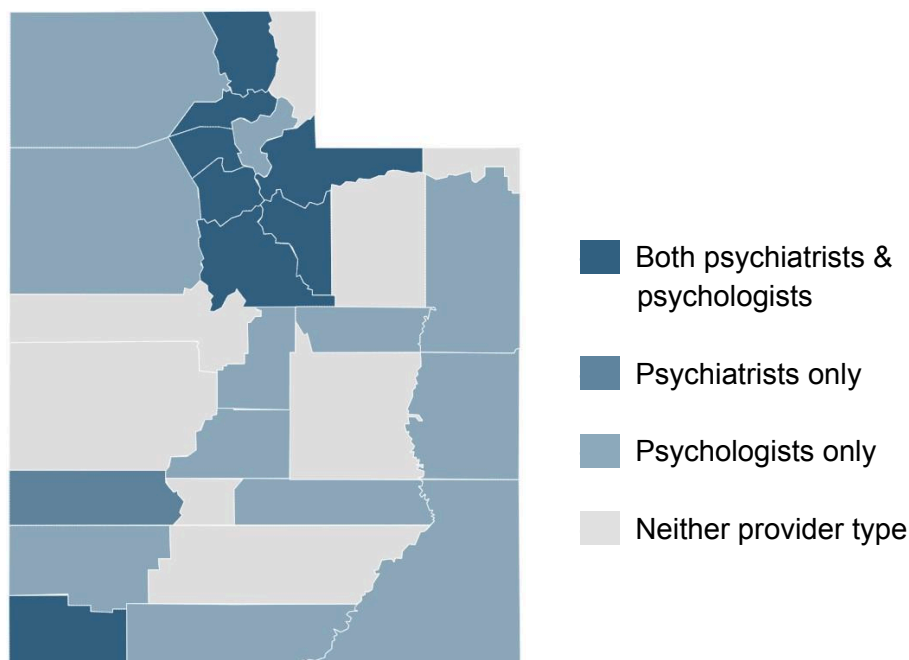 Both psychiatrists &
psychologists
Psychiatrists only
Psychologists only
Neither provider type